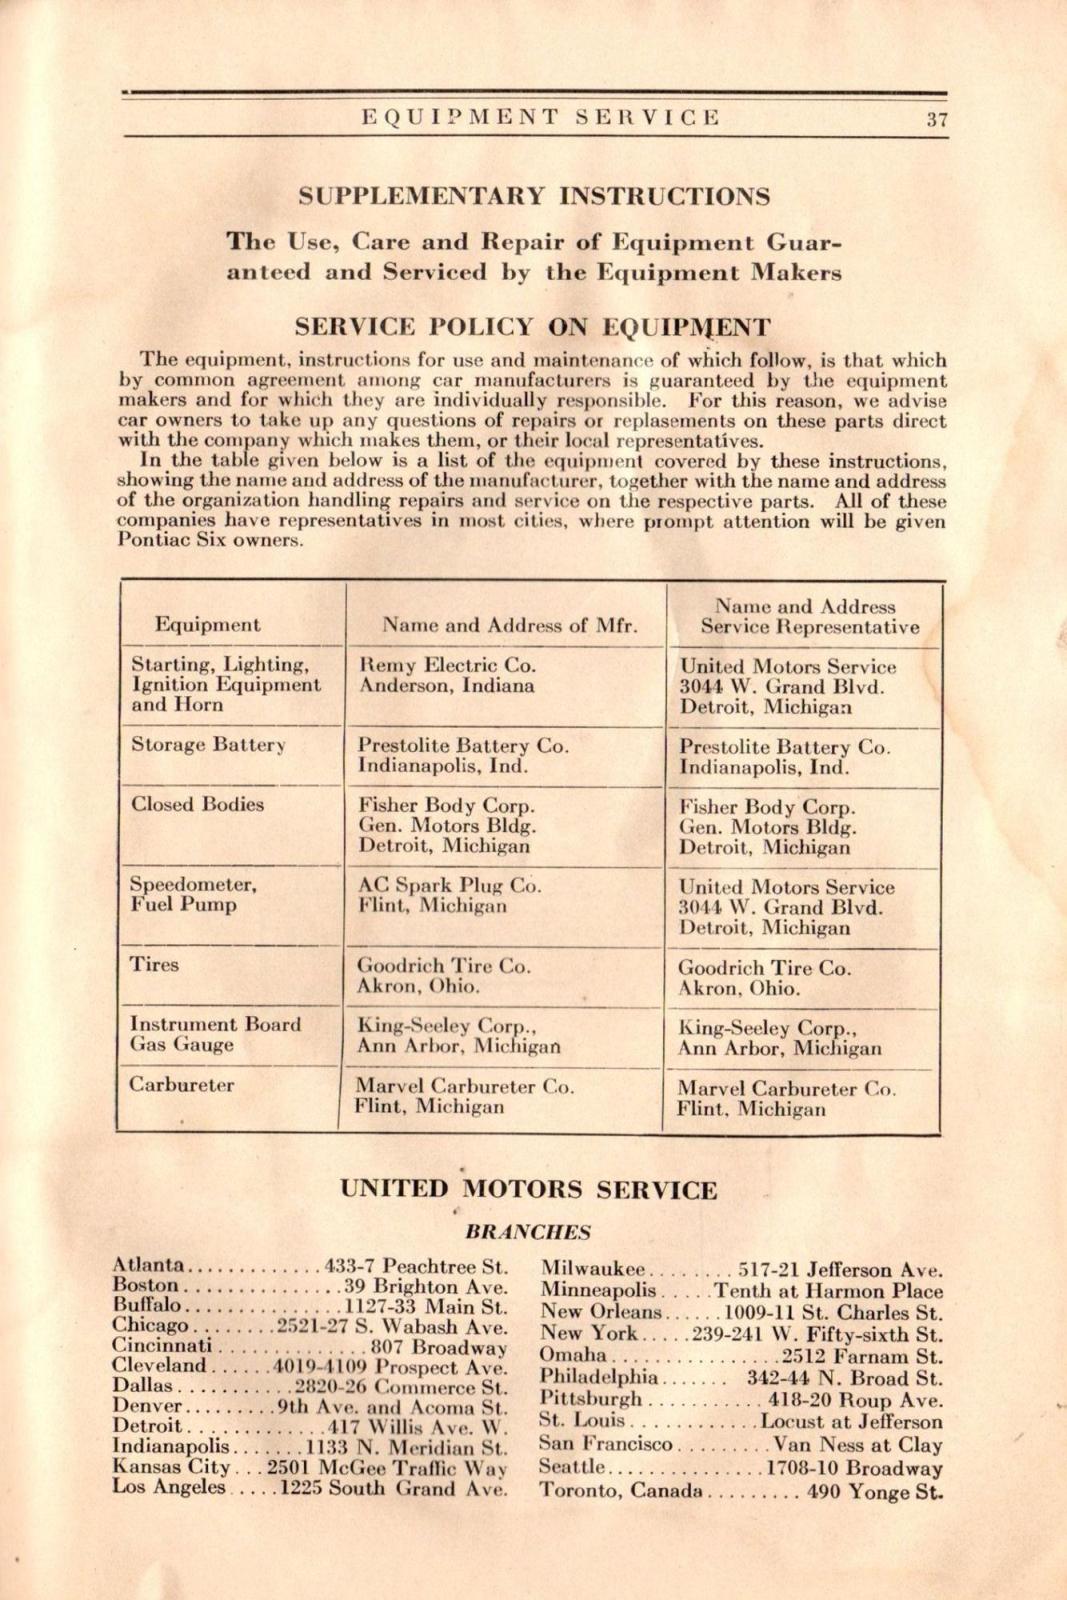 EQUIPMENT SERVICE 37
SUPPLEMENTARY INSTRUCTIONS
The Use, Care and Repair of Equipment Guar-
anteed and Serviced by the Equipment Makers
SERVICE POLICY ON EQUIPMENT
The equipment, instructions for use and maintenance of which follow, is that which
by common agreement among car manufacturers is guaranteed by the equipment
makers and for which they are individually responsible. For this reason, we advise
car owners to take up any questions of repairs or replasements on these parts direct
with the company which makes them, or their local representatives.
In the table given below is a list of the equipment covered by these instructions,
showing the name and address of the manufacturer, together with the name and address
of the organization handling repairs and service on the respective parts. All of these
companies have representatives in most cities, where prompt attention will be given
Pontiac Six owners.
Equipment
Name and Address of Mfr.
Name and Address
Service Representative
Starting, Lighting,
Ignition Equipment
and Horn
Remy Electric Co.
Anderson, Indiana
United Motors Service
3044 W. Grand Blvd.
Detroit, Michigan
Storage Battery
Prestolite Battery Co.
Indianapolis, Ind.
Prestolite Battery Co.
Indianapolis, Ind.
Closed Bodies
Fisher Body Corp.
Gen. Motors Bldg.
Detroit, Michigan
Fisher Body Corp.
Gen. Motors Bldg.
Detroit, Michigan
Speedometer,
Fuel Pump
AC Spark Plug Co.
Flint, Michigan
United Motors Service
3044 W. Grand Blvd.
Detroit, Michigan
Tires
Goodrich Tire Co.
Akron, Ohio.
Goodrich Tire Co.
Akron, Ohio.
Instrument Board
Gas Gauge
King-Seeley Corp.,
Ann Arbor, Michigan
King-Seeley Corp.,
Ann Arbor, Michigan
Carbureter
Marvel Carbureter Co.
Flint, Michigan
Marvel Carbureter Co.
Flint, Michigan
UNITED MOTORS SERVICE
BRANCHES
Atlanta.............433-7 Peachtree St.
Boston...............39 Brighton Ave.
Buffalo...............1127-33 Main St.
Chicago........2521-27 S. Wabash Ave.
Cincinnati..............807 Broadway
Cleveland......4019-4109 Prospect Ave.
Dallas...........2820-26 Commerce St.
Denver.........9th Ave. and Acoma St.
Detroit.............417 Willis Ave. W.
Indianapolis.......1133 N. Meridian St.
Kansas City...2501 McGee Traffic Way
Los Angeles.....1225 South Grand Ave.
Milwaukee........517-21 Jefferson Ave.
Minneapolis.....Tenth at Harmon Place
New Orleans......1009-11 St. Charles St.
New York.....239-241 W. Fifty-sixth St.
Omaha................2512 Farnam St.
Philadelphia....... 342-44 N. Broad St.
Pittsburgh...........418-20 Roup Ave.
St. Louis............Locust at Jefferson
San Francisco.........Van Ness at Clay
Seattle...............1708-10 Broadway
Toronto, Canada......... 490 Yonge St.